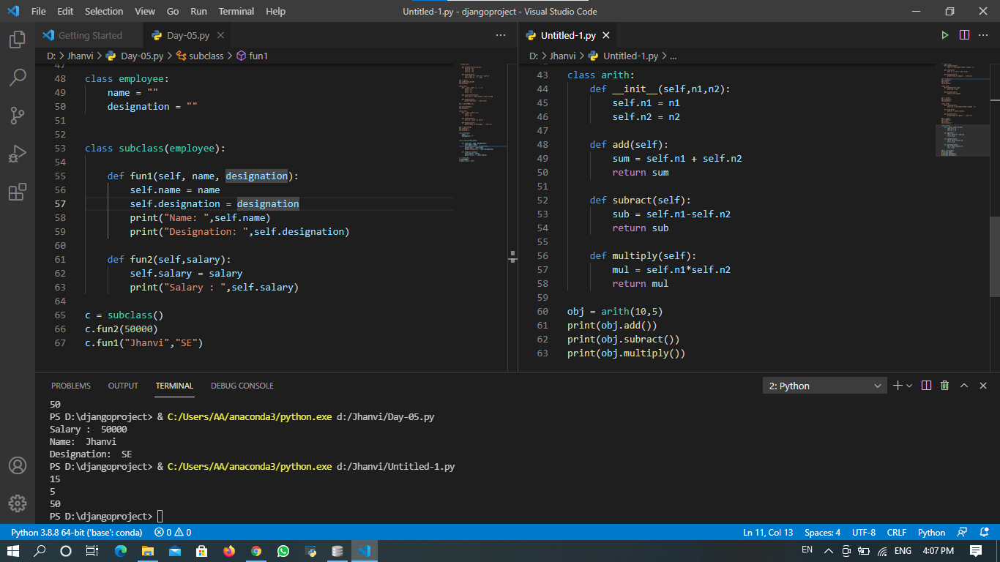 File Edit Selection View Go Run Terminal Help
Untitled-1.py - djangoproject - Visual Studio Code
Getting Started
Day-05.py
D: > Jhanvi > Day-05.py > subclass > fun1
47
48 class employee:
49     name = ""
50     designation = ""
51
52
53 class subclass(employee):
54
55     def fun1(self, name, designation):
56         self.name = name
57         self.designation = designation
58         print("Name: ",self.name)
59         print("Designation: ",self.designation)
60
61     def fun2(self,salary):
62         self.salary = salary
63         print("Salary : ",self.salary)
64
65 c = subclass()
66 c.fun2(50000)
67 c.fun1("Jhanvi","SE")
Untitled-1.py
D: > Jhanvi > Untitled-1.py > ...
43 class arith:
44     def __init__(self,n1,n2):
45         self.n1 = n1
46         self.n2 = n2
47
48     def add(self):
49         sum = self.n1 + self.n2
50         return sum
51
52     def subract(self):
53         sub = self.n1-self.n2
54         return sub
55
56     def multiply(self):
57         mul = self.n1*self.n2
58         return mul
59
60 obj = arith(10,5)
61 print(obj.add())
62 print(obj.subract())
63 print(obj.multiply())
PROBLEMS OUTPUT TERMINAL DEBUG CONSOLE
2: Python
50
PS D:\djangoproject> & C:/Users/AA/anaconda3/python.exe d:/Jhanvi/Day-05.py
Salary :  50000
Name:  Jhanvi
Designation:  SE
PS D:\djangoproject> & C:/Users/AA/anaconda3/python.exe d:/Jhanvi/Untitled-1.py
15
5
50
PS D:\djangoproject>
Python 3.8.8 64-bit ('base': conda) 0 0
Ln 11, Col 13 Spaces: 4 UTF-8 CRLF Python
EN ENG 4:07 PM